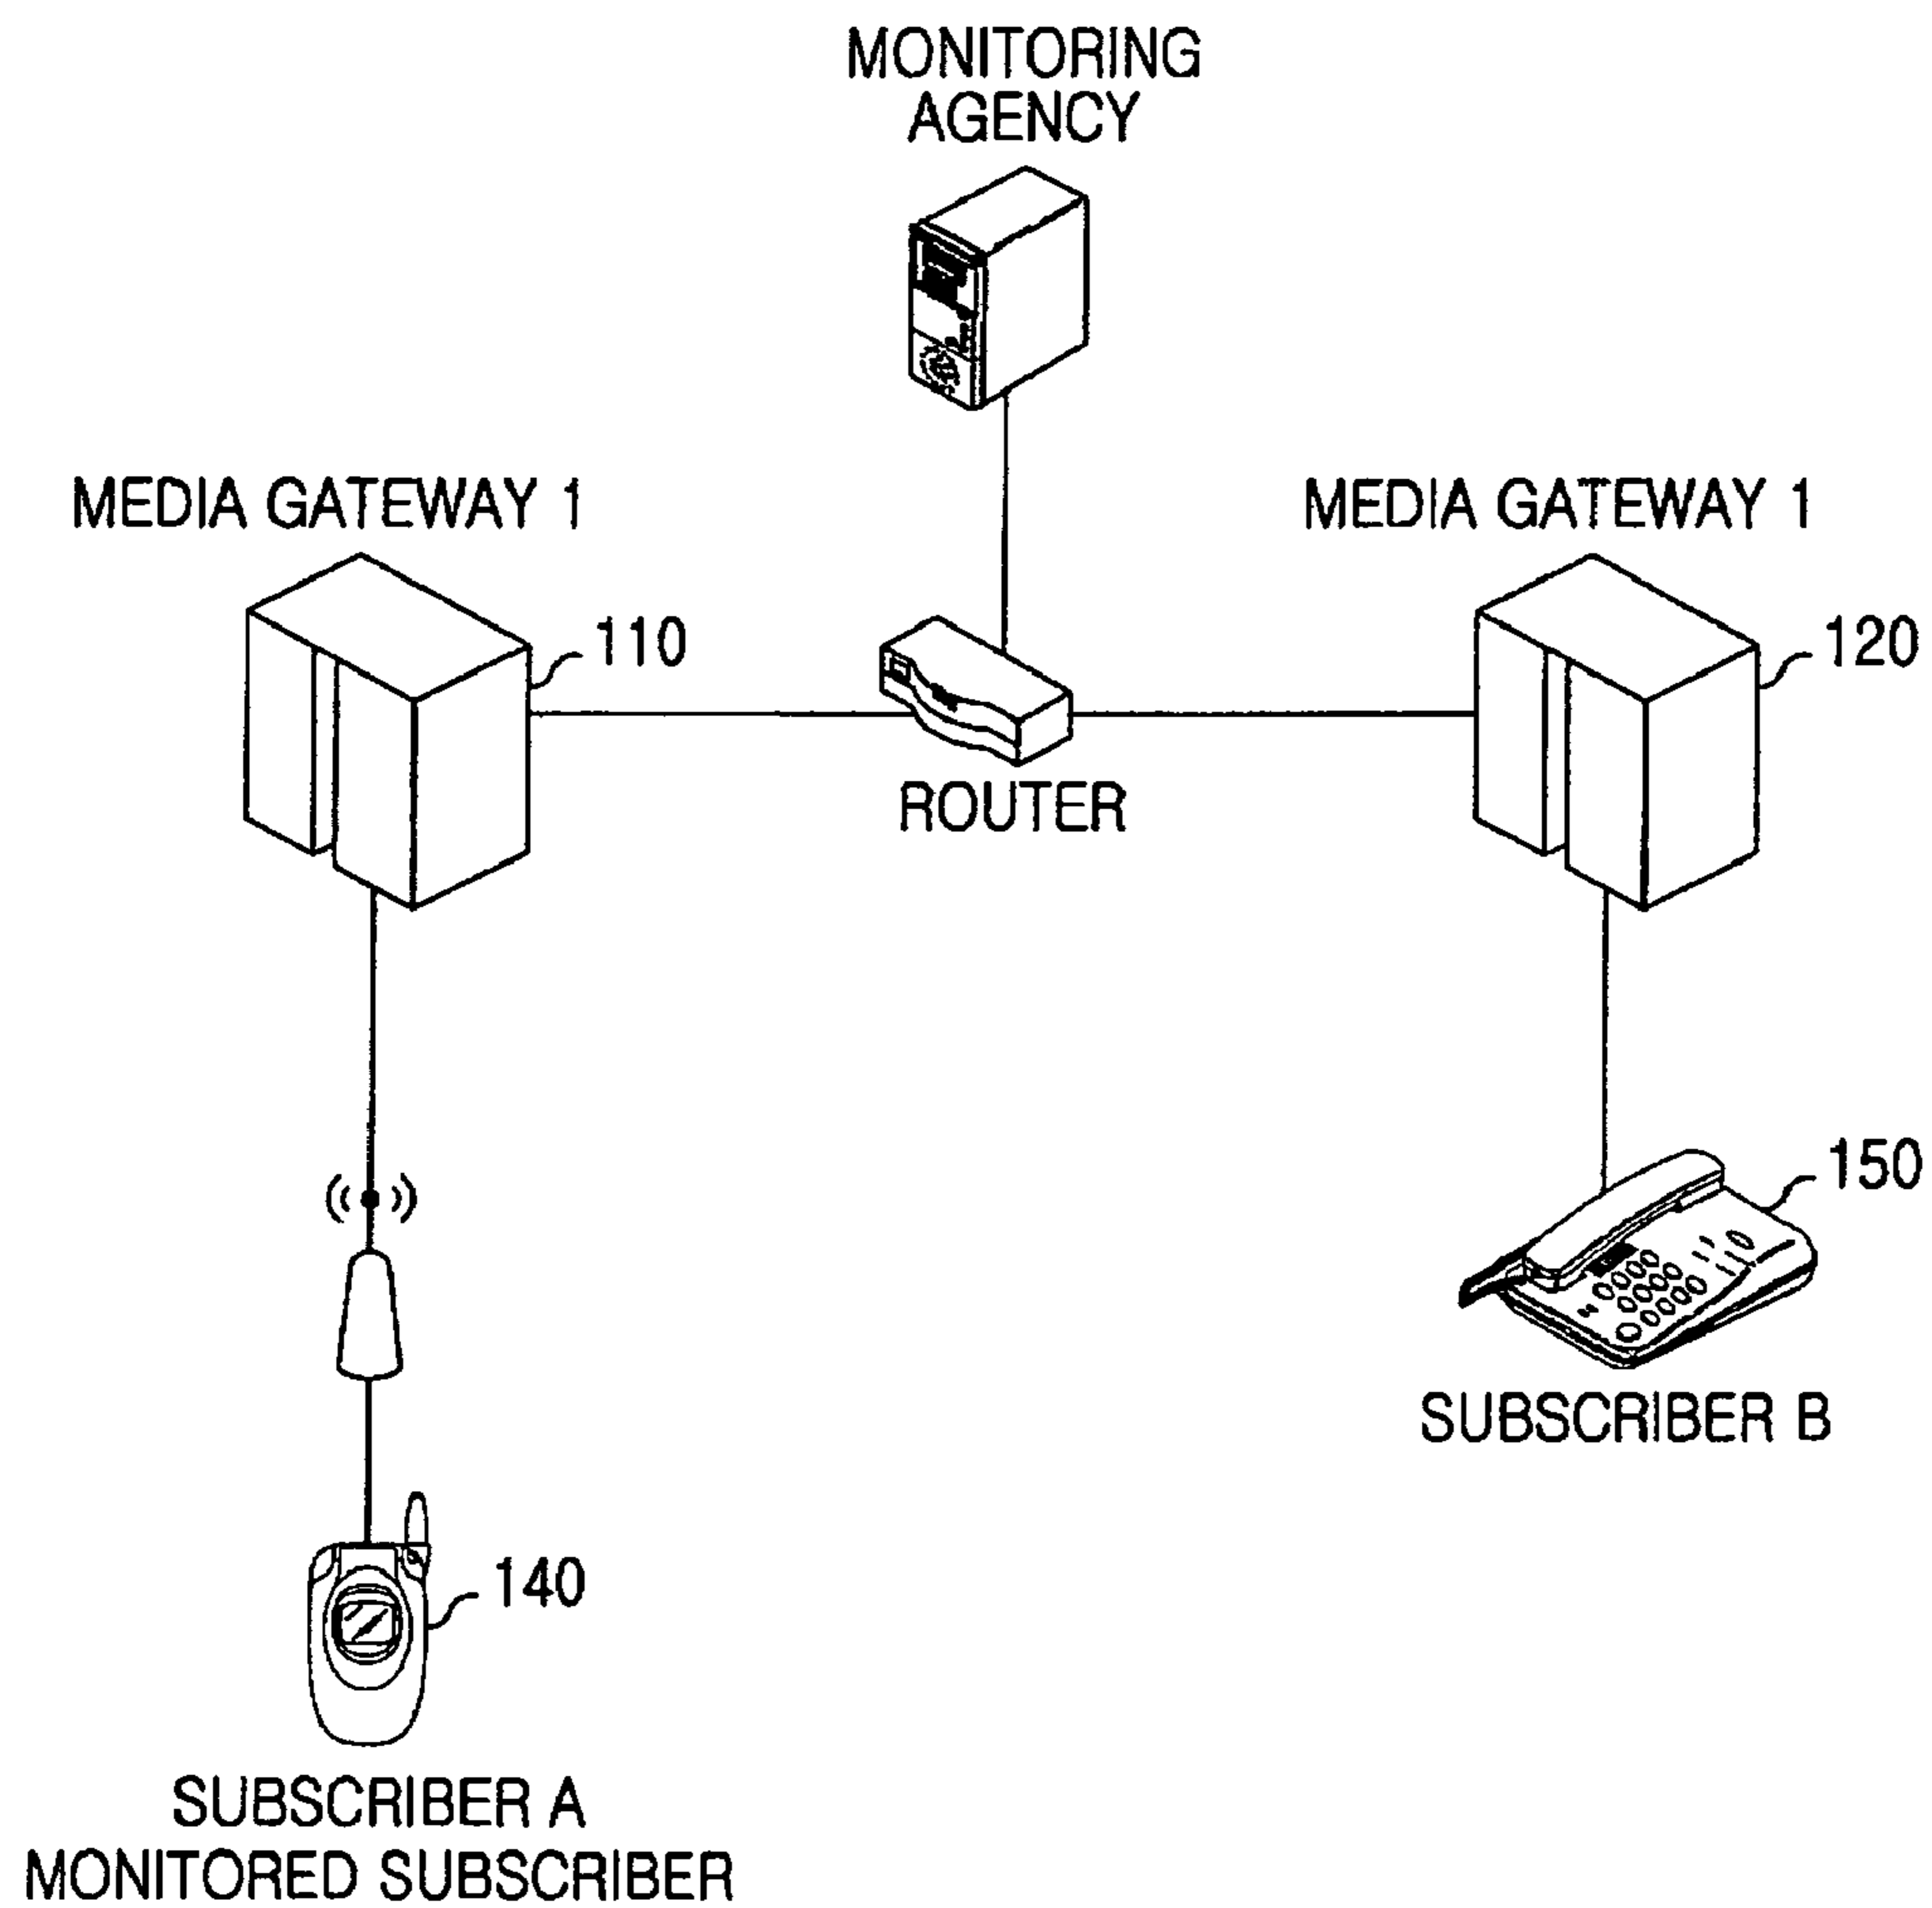 MONITORING
AGENCY
MEDIA GATEWAY 1
MEDIA GATEWAY 1
110
120
ROUTER
150
SUBSCRIBER B
140
SUBSCRIBER A
MONITORED SUBSCRIBER